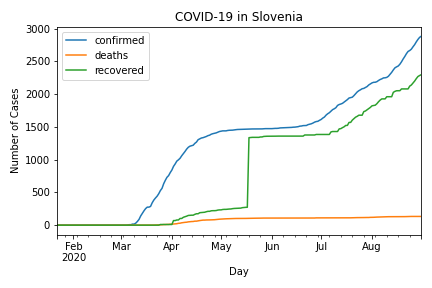 COVID-19 in Slovenia
confirmed
deaths
recovered
Number of Cases
3000
2500
2000
1500
1000
500
0
Feb Mar Apr May Jun Jul Aug
2020
Day